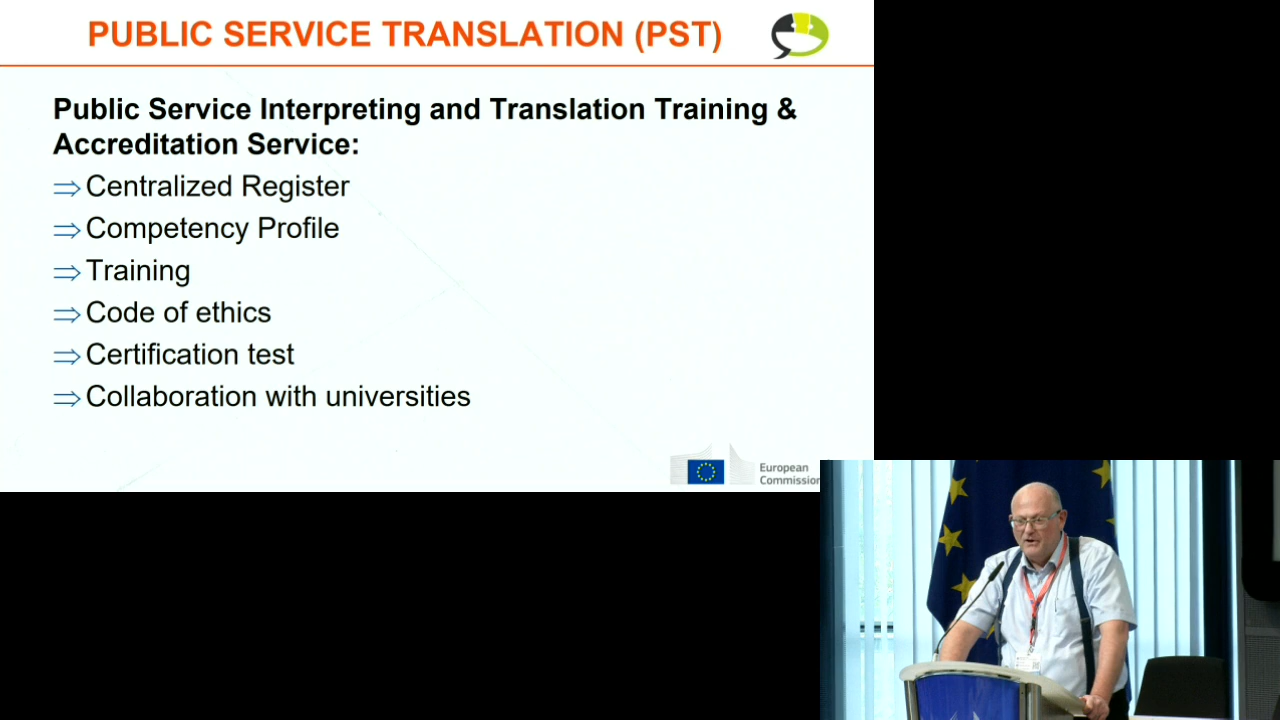 PUBLIC SERVICE TRANSLATION (PST)
Public Service Interpreting and Translation Training &
Accreditation Service:
⇒ Centralized Register
⇒ Competency Profile
⇒ Training
⇒ Code of ethics
⇒ Certification test
⇒ Collaboration with universities
European
Commission